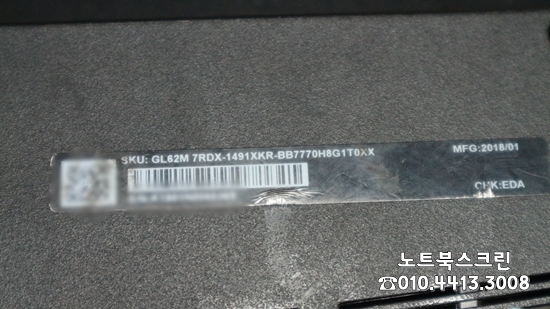 SKU: GL62M 7RDX-1491XKR-BB7770H8G1T0XX
MFG:2018/01
CHK:EDA
노트북스크린
☎010.4413.3008